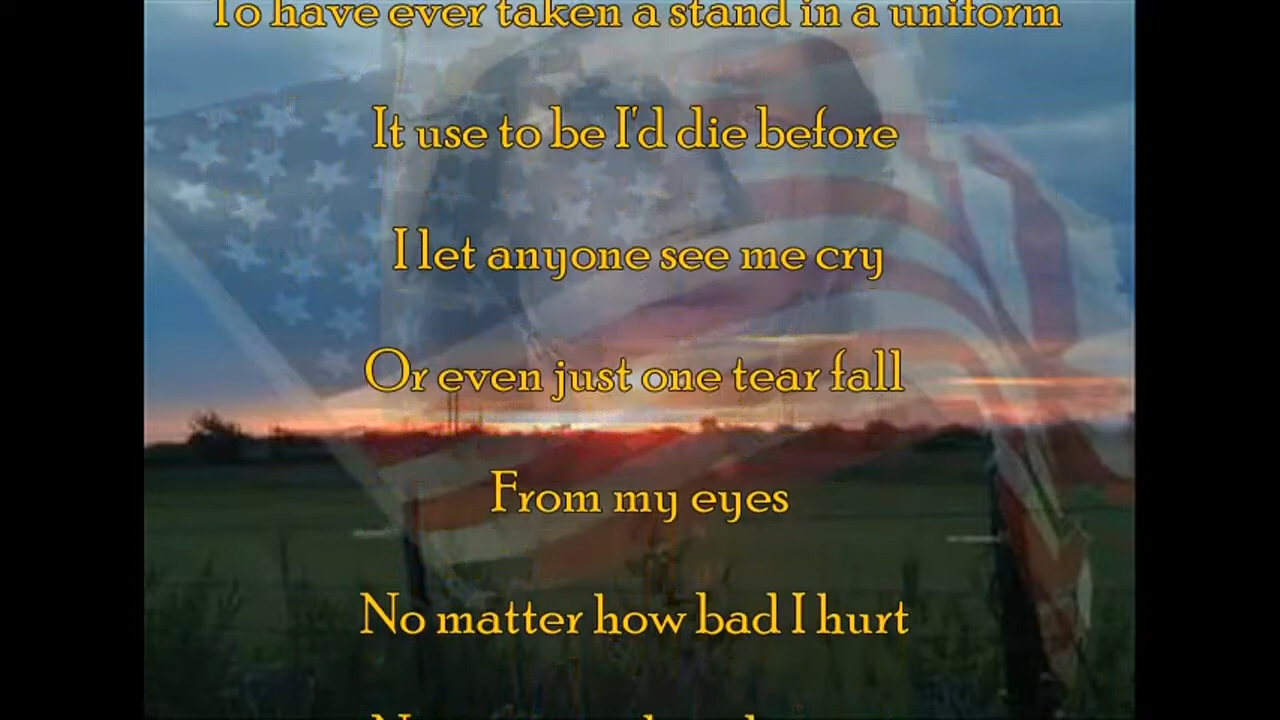 To have ever taken a stand in a uniform
It use to be I'd die before
I let anyone see me cry
Or even just one tear fall
From my eyes
No matter how bad I hurt